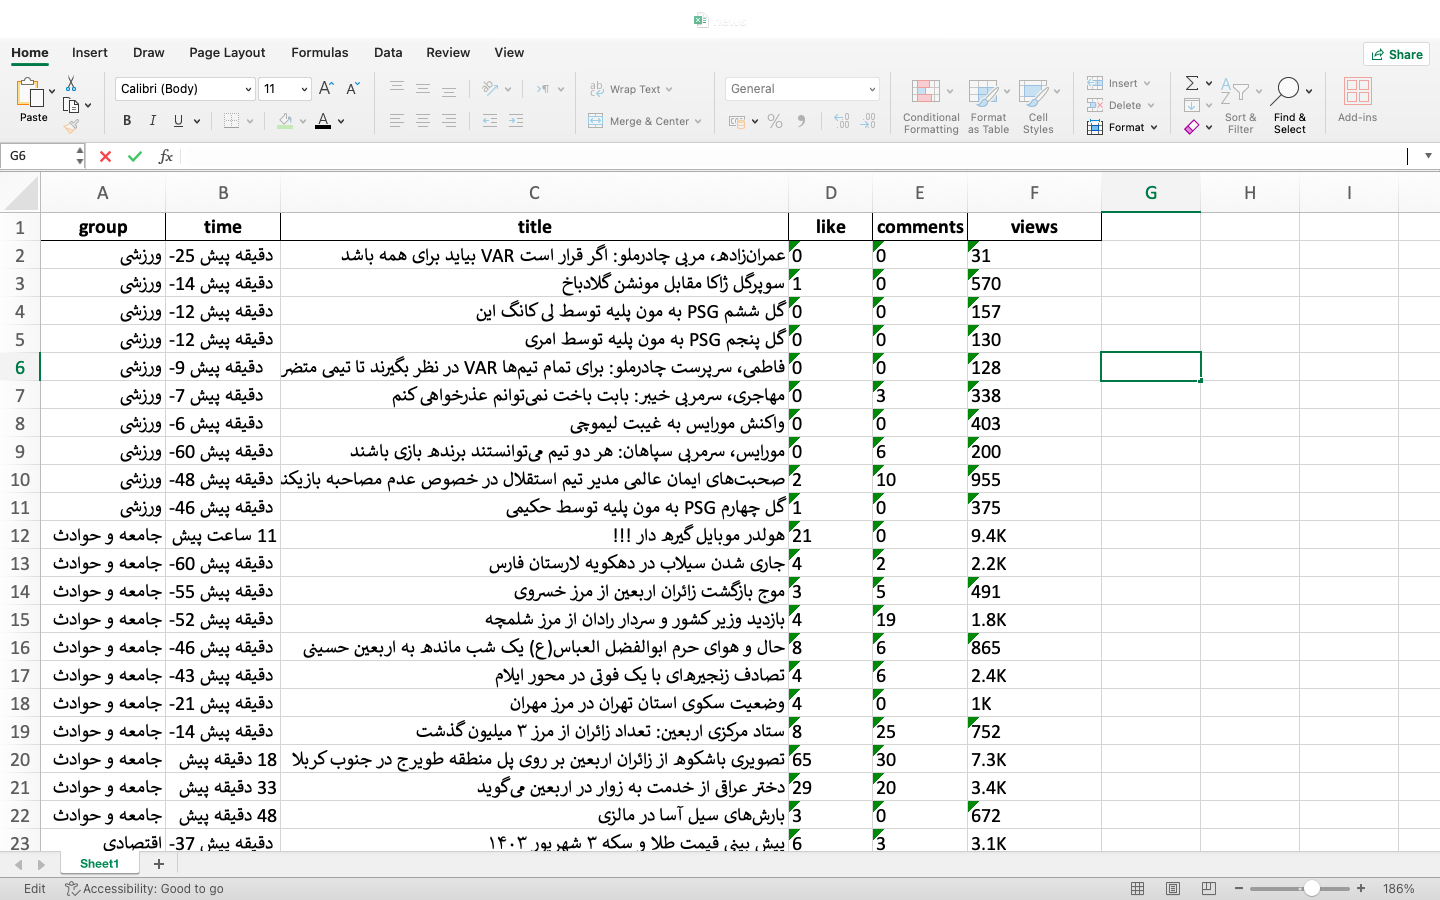 Home Insert Draw Page Layout Formulas Data Review View Share
Paste Calibri (Body) 11 A A Wrap Text General Conditional Formatting Format as Table Cell Styles Insert Sort & Filter Find & Select Add-ins
B I U A Merge & Center % Delete
Format
G6 fx
A B C D E F G H I
1 group time title like comments views
2 ورزشی -25 دقیقه پیش عمران‌زاده، مربی چادرملو: اگر قرار است VAR بیاید برای همه باشد 0 0 31
3 ورزشی -14 دقیقه پیش سوپرگل ژاکا مقابل مونشن گلادباخ 1 0 570
4 ورزشی -12 دقیقه پیش گل ششم PSG به مون پلیه توسط لی کانگ این 0 0 157
5 ورزشی -12 دقیقه پیش گل پنجم PSG به مون پلیه توسط امری 0 0 130
6 ورزشی -9 دقیقه پیش فاطمی، سرپرست چادرملو: برای تمام تیم‌ها VAR در نظر بگیرند تا تیمی متضر 0 0 128
7 ورزشی -7 دقیقه پیش مهاجری، سرمربی خیبر: بابت باخت نمی‌توانم عذرخواهی کنم 0 3 338
8 ورزشی -6 دقیقه پیش واکنش مورایس به غیبت لیموچی 0 0 403
9 ورزشی -60 دقیقه پیش مورایس، سرمربی سپاهان: هر دو تیم می‌توانستند برنده بازی باشند 0 6 200
10 ورزشی -48 دقیقه پیش صحبت‌های ایمان عالمی مدیر تیم استقلال در خصوص عدم مصاحبه بازیکن 2 10 955
11 ورزشی -46 دقیقه پیش گل چهارم PSG به مون پلیه توسط حکیمی 1 0 375
12 جامعه و حوادث 11 ساعت پیش هولدر موبایل گیره دار !!! 21 0 9.4K
13 جامعه و حوادث -60 دقیقه پیش جاری شدن سیلاب در دهکویه لارستان فارس 4 2 2.2K
14 جامعه و حوادث -55 دقیقه پیش موج بازگشت زائران اربعین از مرز خسروی 3 5 491
15 جامعه و حوادث -52 دقیقه پیش بازدید وزیر کشور و سردار رادان از مرز شلمچه 4 19 1.8K
16 جامعه و حوادث -46 دقیقه پیش حال و هوای حرم ابوالفضل العباس(ع) یک شب مانده به اربعین حسینی 8 6 865
17 جامعه و حوادث -43 دقیقه پیش تصادف زنجیره‌ای با یک فوتی در محور ایلام 4 6 2.4K
18 جامعه و حوادث -21 دقیقه پیش وضعیت سکوی استان تهران در مرز مهران 4 0 1K
19 جامعه و حوادث -14 دقیقه پیش ستاد مرکزی اربعین: تعداد زائران از مرز ۳ میلیون گذشت 8 25 752
20 جامعه و حوادث 18 دقیقه پیش تصویری باشکوه از زائران اربعین بر روی پل منطقه طویرج در جنوب کربلا 65 30 7.3K
21 جامعه و حوادث 33 دقیقه پیش دختر عراقی از خدمت به زوار در اربعین می‌گوید 29 20 3.4K
22 جامعه و حوادث 48 دقیقه پیش بارش‌های سیل آسا در مالزی 3 0 672
23 اقتصادی -37 دقیقه پیش پیش بینی قیمت طلا و سکه ۳ شهریور ۱۴۰۳ 6 3 3.1K
Sheet1 +
Edit Accessibility: Good to go 186%